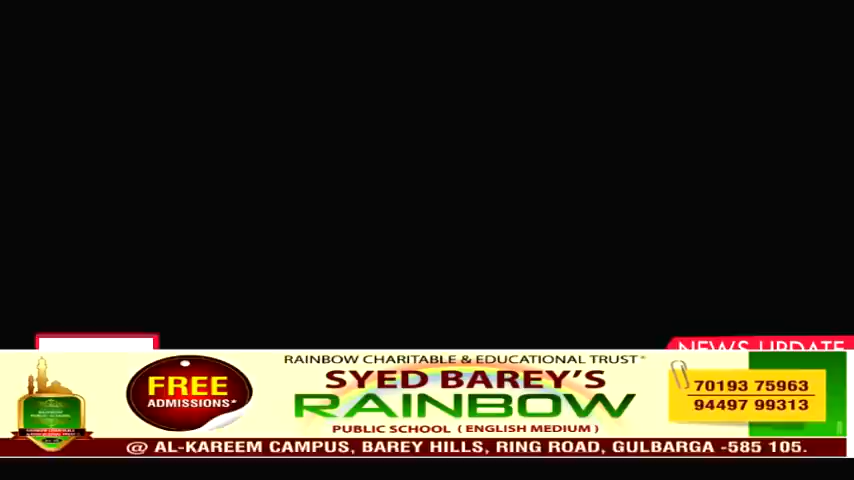 NEWS UPDATE
FREE
ADMISSIONS*
RAINBOW CHARITABLE & EDUCATIONAL TRUST*
SYED BAREY'S
RAINBOW
PUBLIC SCHOOL ( ENGLISH MEDIUM )
70193 75963
94497 99313
@ AL-KAREEM CAMPUS, BAREY HILLS, RING ROAD, GULBARGA -585 105.